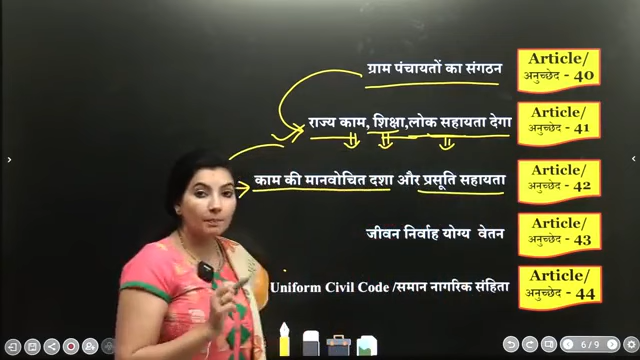 ग्राम पंचायतों का संगठन
Article/
अनुच्छेद - 40
राज्य काम, शिक्षा,लोक सहायता देगा
Article/
अनुच्छेद - 41
काम की मानवोचित दशा और प्रसूति सहायता
Article/
अनुच्छेद - 42
जीवन निर्वाह योग्य वेतन
Article/
अनुच्छेद - 43
Uniform Civil Code /समान नागरिक संहिता
Article/
अनुच्छेद - 44
6 / 9